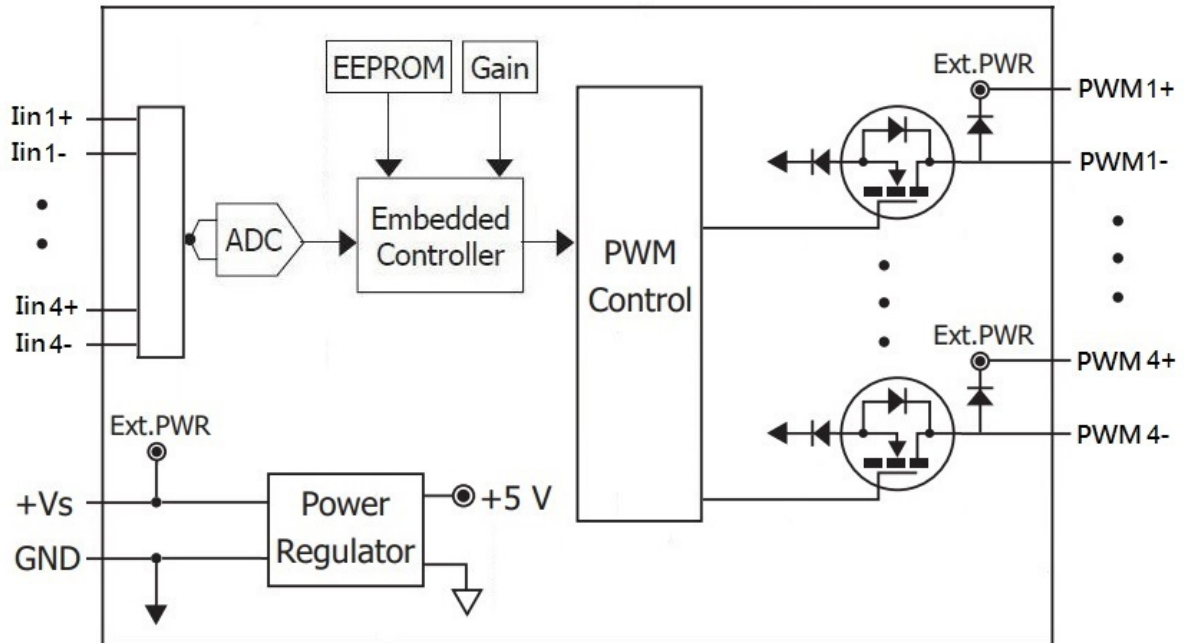 EEPROM
Gain
Ext.PWR
PWM1+
Iin1+
Iin1-
PWM1-
ADC
Embedded
Controller
PWM
Control
Iin4+
Iin4-
Ext.PWR
PWM4+
PWM4-
Ext.PWR
+Vs
GND
Power
Regulator
+5 V